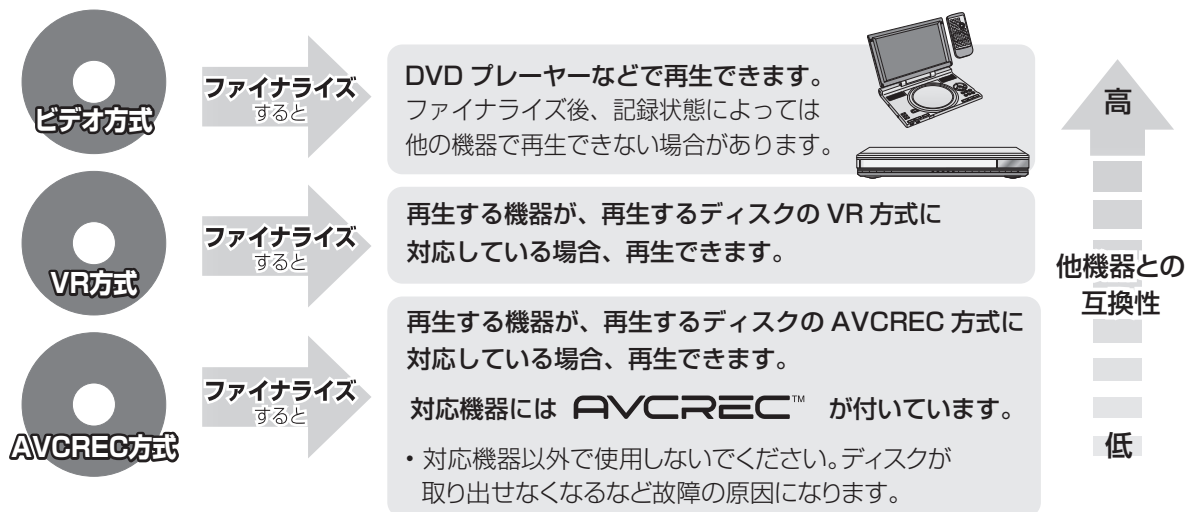 ビデオ方式
ファイナライズ
すると
DVD プレーヤーなどで再生できます。
ファイナライズ後、記録状態によっては
他の機器で再生できない場合があります。
VR方式
ファイナライズ
すると
再生する機器が、再生するディスクの VR 方式に
対応している場合、再生できます。
AVCREC方式
ファイナライズ
すると
再生する機器が、再生するディスクの AVCREC 方式に
対応している場合、再生できます。
対応機器には AVCREC™ が付いています。
・対応機器以外で使用しないでください。ディスクが
取り出せなくなるなど故障の原因になります。
高
他機器との
互換性
低